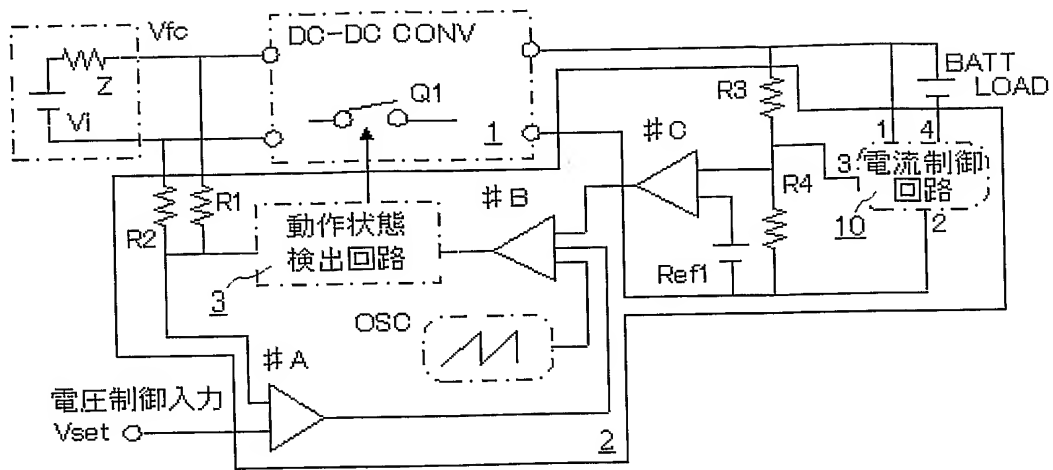 Vfc
DC-DC CONV
Z
Vi
Q1
1
BATT
LOAD
R3
1 4
♯C
3 電流制御
回路
R4
10
2
R1
R2
♯B
動作状態
検出回路
3
Ref1
OSC
♯A
電圧制御入力
Vset
2